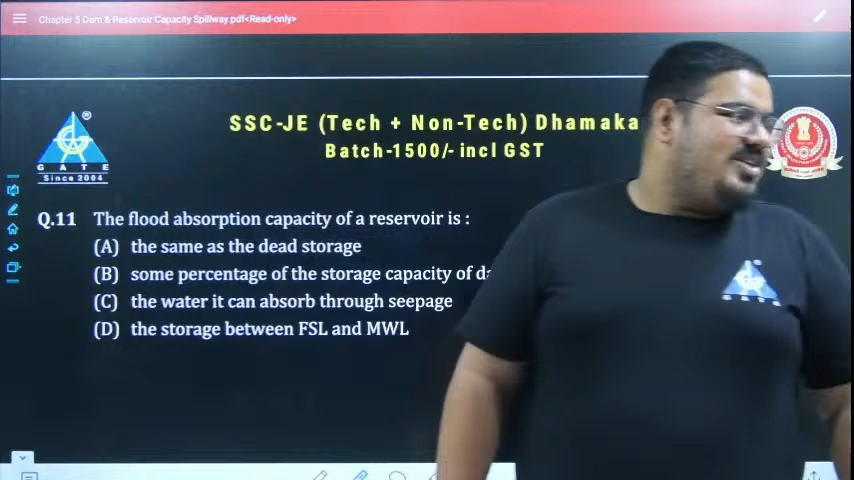 Chapter 5 Dam & Reservoir Capacity Spillway pdf<Read-only>
SSC-JE (Tech + Non-Tech) Dhamaka
Batch-1500/- incl GST
GATE
Since 2004
Q.11 The flood absorption capacity of a reservoir is :
(A) the same as the dead storage
(B) some percentage of the storage capacity of
(C) the water it can absorb through seepage
(D) the storage between FSL and MWL
GATE